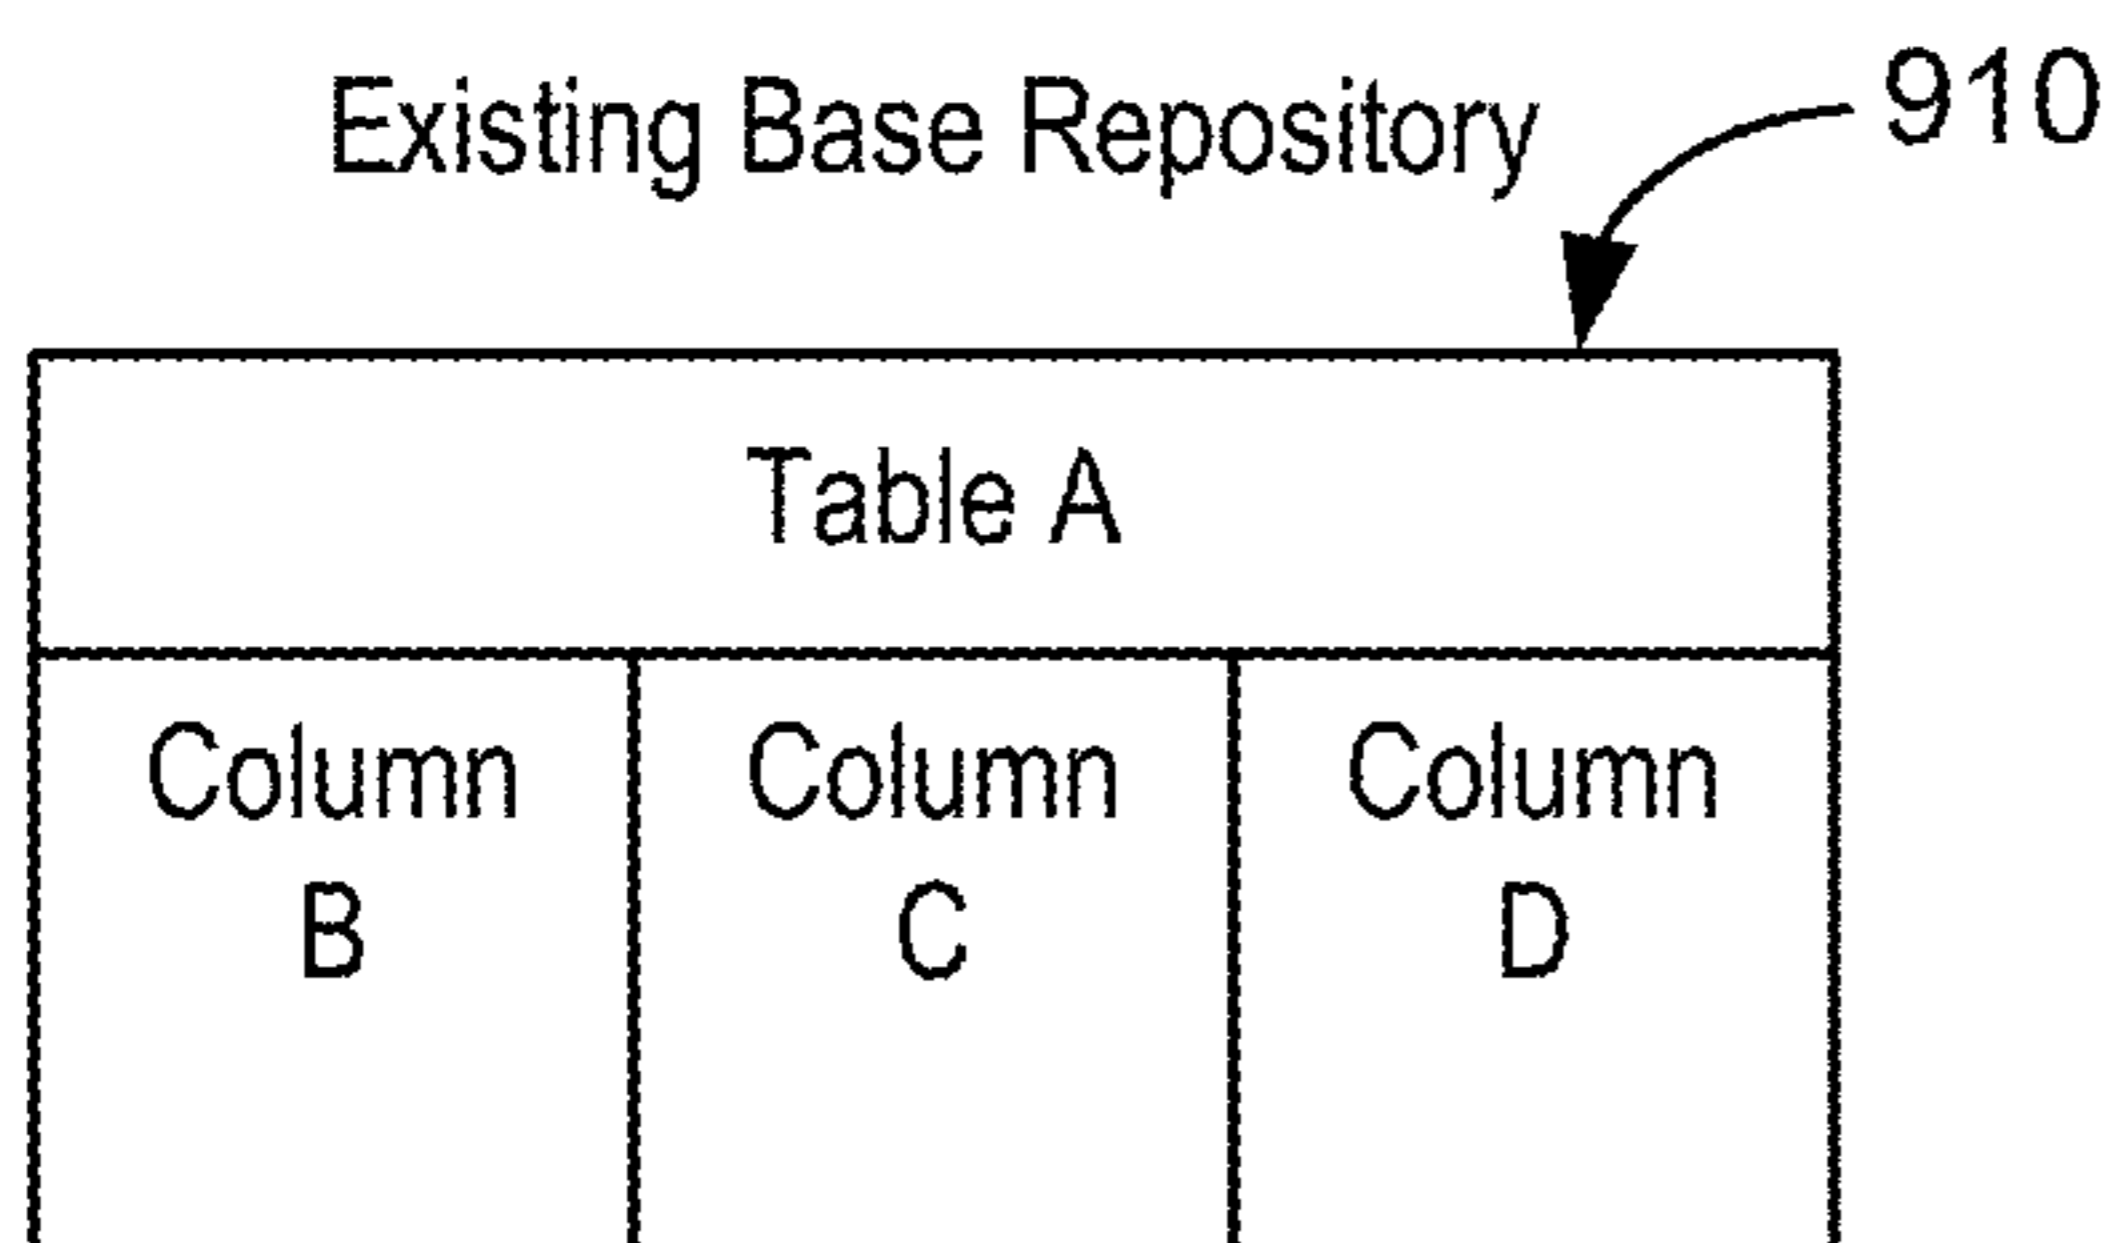 Existing Base Repository
910
Table A
Column
B
Column
C
Column
D